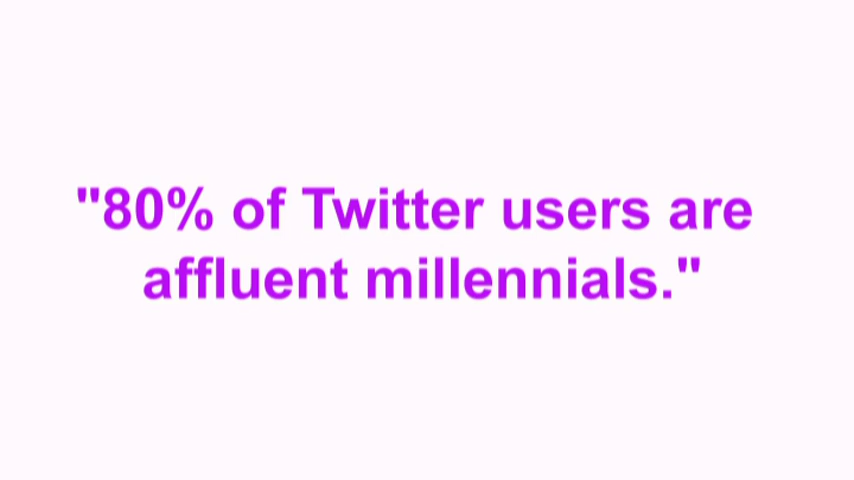 "80% of Twitter users are
affluent millennials."